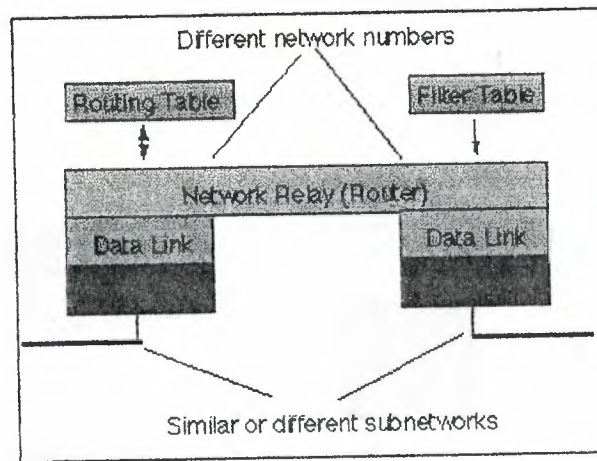 Different network numbers
Routing Table
Filter Table
Network Relay (Router)
Data Link
Data Link
Similar or different subnetworks